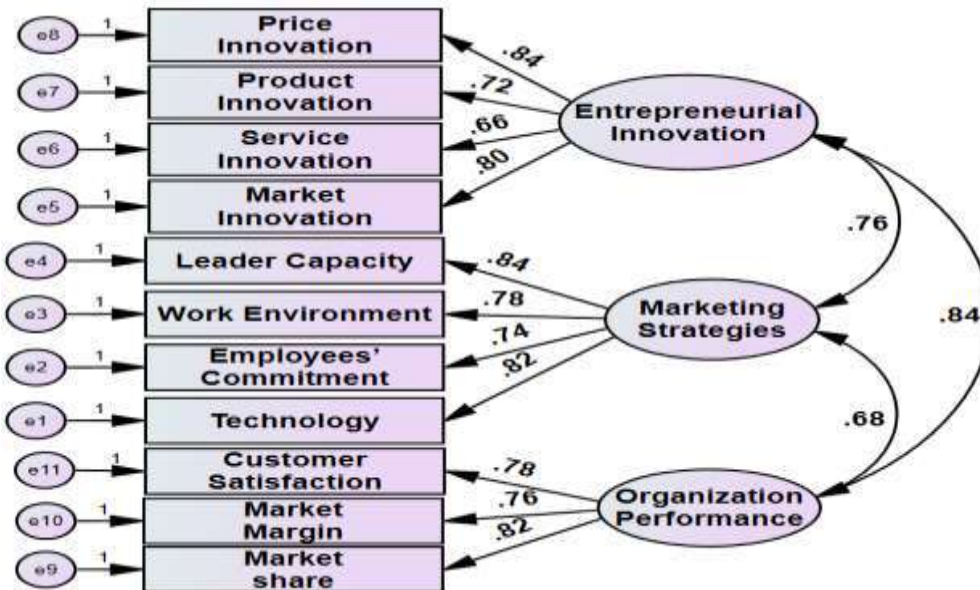 e8
1
Price
Innovation
.84
e7
1
Product
Innovation
.72
Entrepreneurial
Innovation
e6
1
Service
Innovation
.66
e5
1
Market
Innovation
.80
.76
e4
1
Leader Capacity
.84
e3
1
Work Environment
.78
Marketing
Strategies
.84
e2
1
Employees’
Commitment
.74
e1
1
Technology
.82
.68
e11
1
Customer
Satisfaction
.78
e10
1
Market
Margin
.76
Organization
Performance
e9
1
Market
share
.82